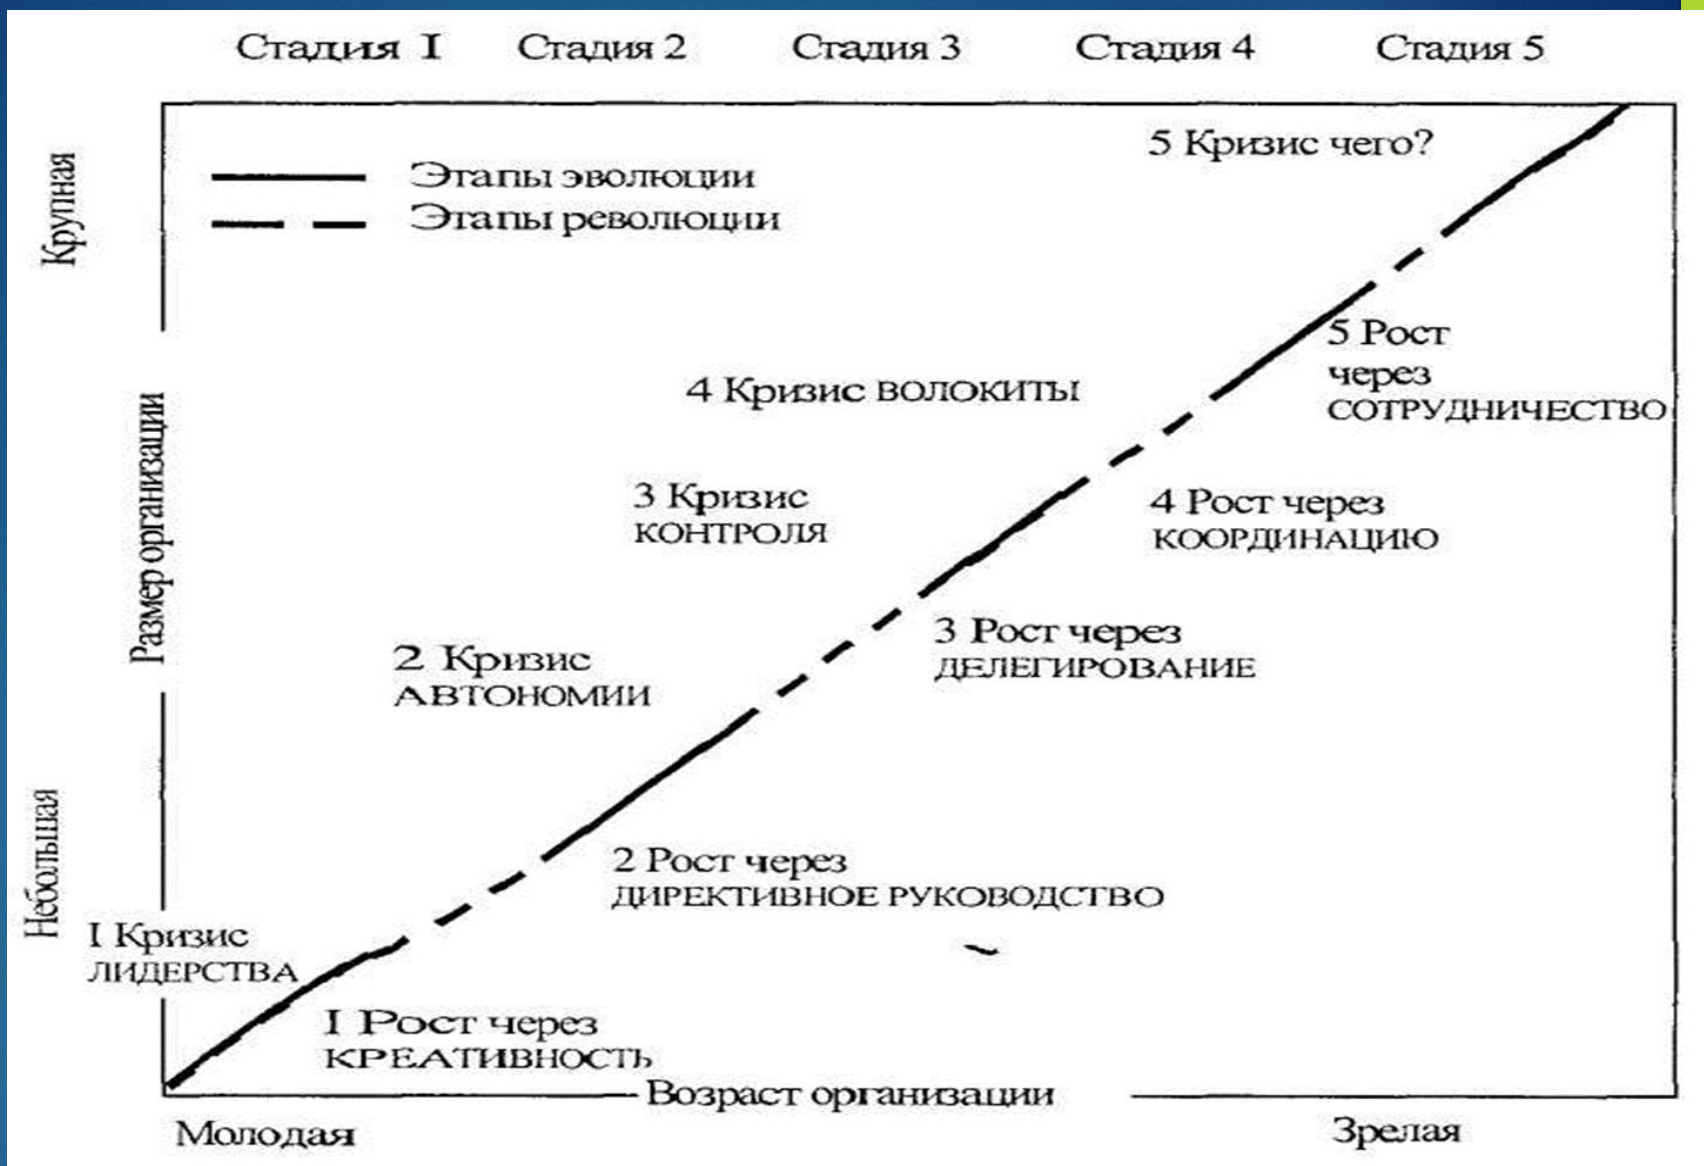 Стадия I Стадия 2 Стадия 3 Стадия 4 Стадия 5
Крупная
5 Кризис чего?
Этапы эволюции
Этапы революции
5 Рост
через
СОТРУДНИЧЕСТВО
4 Кризис ВОЛОКИТЫ
Размер организации
3 Кризис
КОНТРОЛЯ
4 Рост через
КООРДИНАЦИЮ
2 Кризис
АВТОНОМИИ
3 Рост через
ДЕЛЕГИРОВАНИЕ
Небольшая
2 Рост через
ДИРЕКТИВНОЕ РУКОВОДСТВО
I Кризис
ЛИДЕРСТВА
I Рост через
КРЕАТИВНОСТЬ
Возраст организации
Молодая Зрелая